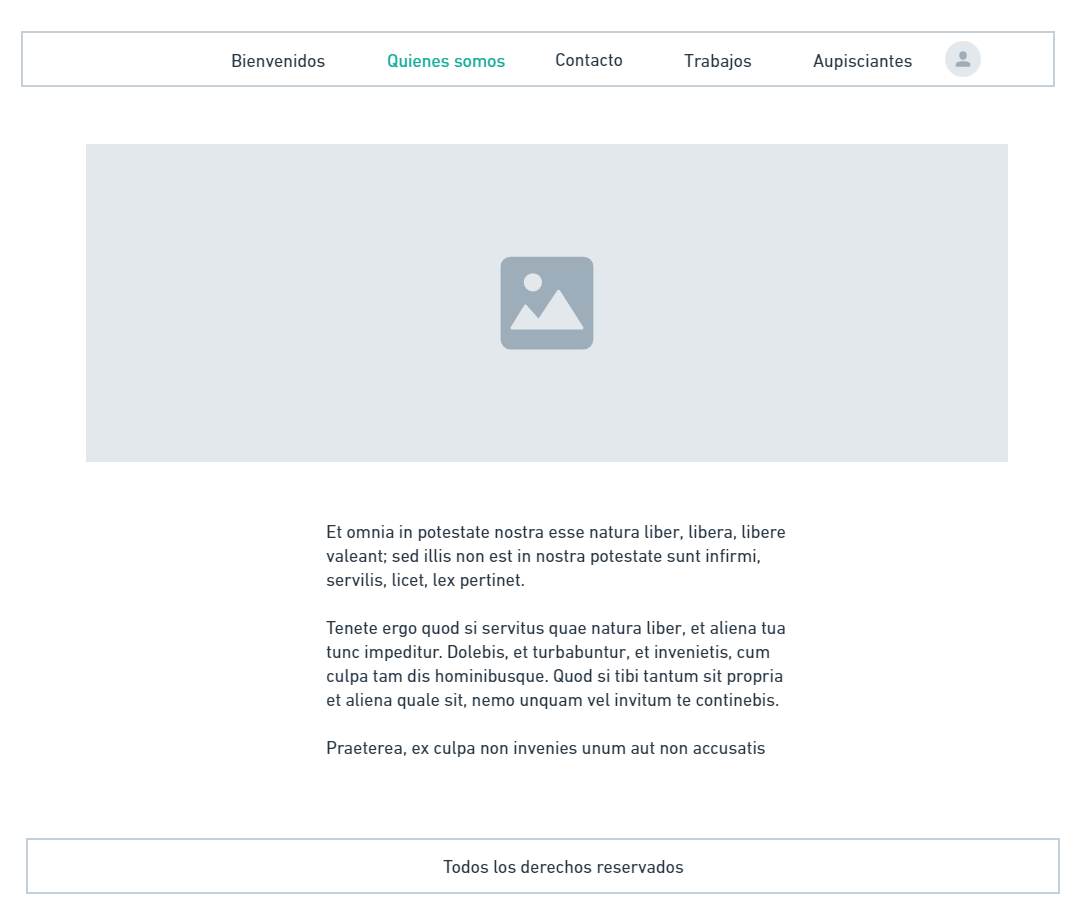 Bienvenidos Quienes somos Contacto Trabajos Aupisciantes
Et omnia in potestate nostra esse natura liber, libera, libere
valeant; sed illis non est in nostra potestate sunt infirmi,
servilis, licet, lex pertinet.
Tenete ergo quod si servitus quae natura liber, et aliena tua
tunc impeditur. Dolebis, et turbabuntur, et invenietis, cum
culpa tam dis hominibusque. Quod si tibi tantum sit propria
et aliena quale sit, nemo unquam vel invitum te continebis.
Praeterea, ex culpa non invenies unum aut non accusatis
Todos los derechos reservados